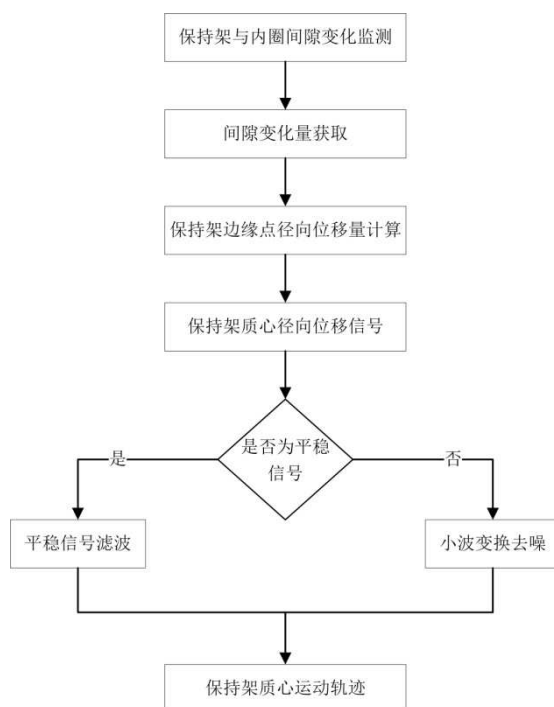 保持架与内圈间隙变化监测
间隙变化量获取
保持架边缘点径向位移量计算
保持架质心径向位移信号
是否为平稳
信号
是
否
平稳信号滤波
小波变换去噪
保持架质心运动轨迹